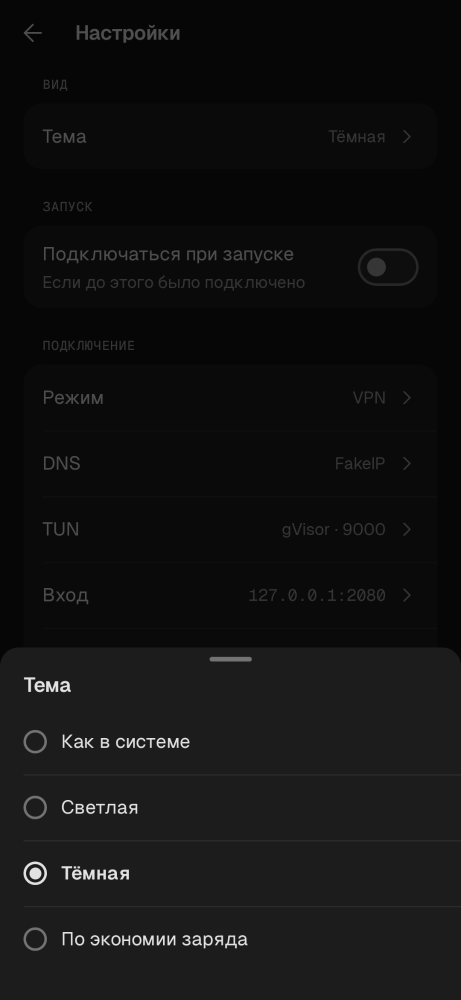 Настройки
ВИД
Тема Тёмная
ЗАПУСК
Подключаться при запуске
Если до этого было подключено
ПОДКЛЮЧЕНИЕ
Режим VPN
DNS FakeIP
TUN gVisor · 9000
Вход 127.0.0.1:2080
Тема
Как в системе
Светлая
Тёмная
По экономии заряда